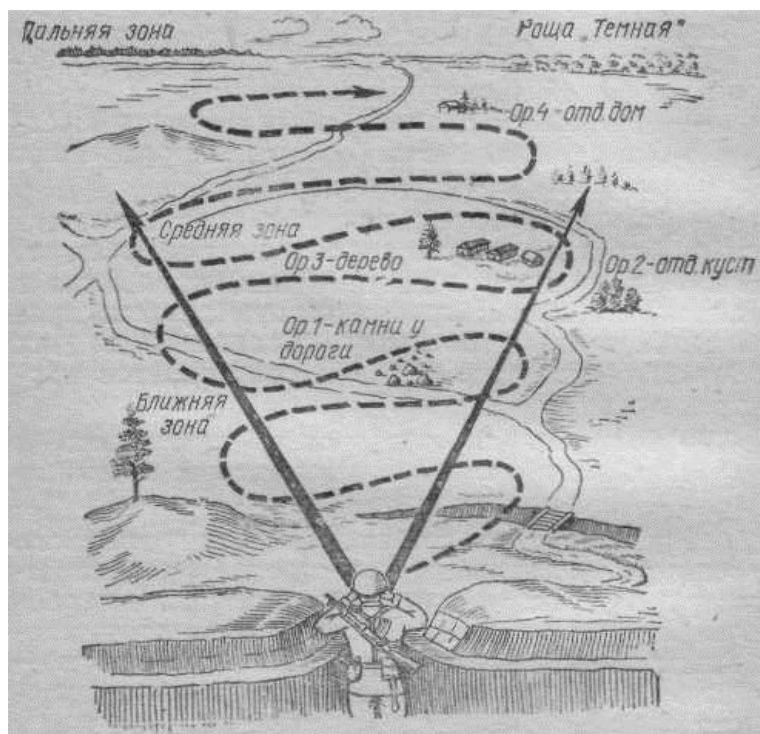 Дальняя зона
Роща „Темная"
Ор.4-отд. дом
Средняя зона
Ор.3-дерево
Ор.2-отд. куст
Ор.1-камни у
дороги
Ближняя
зона